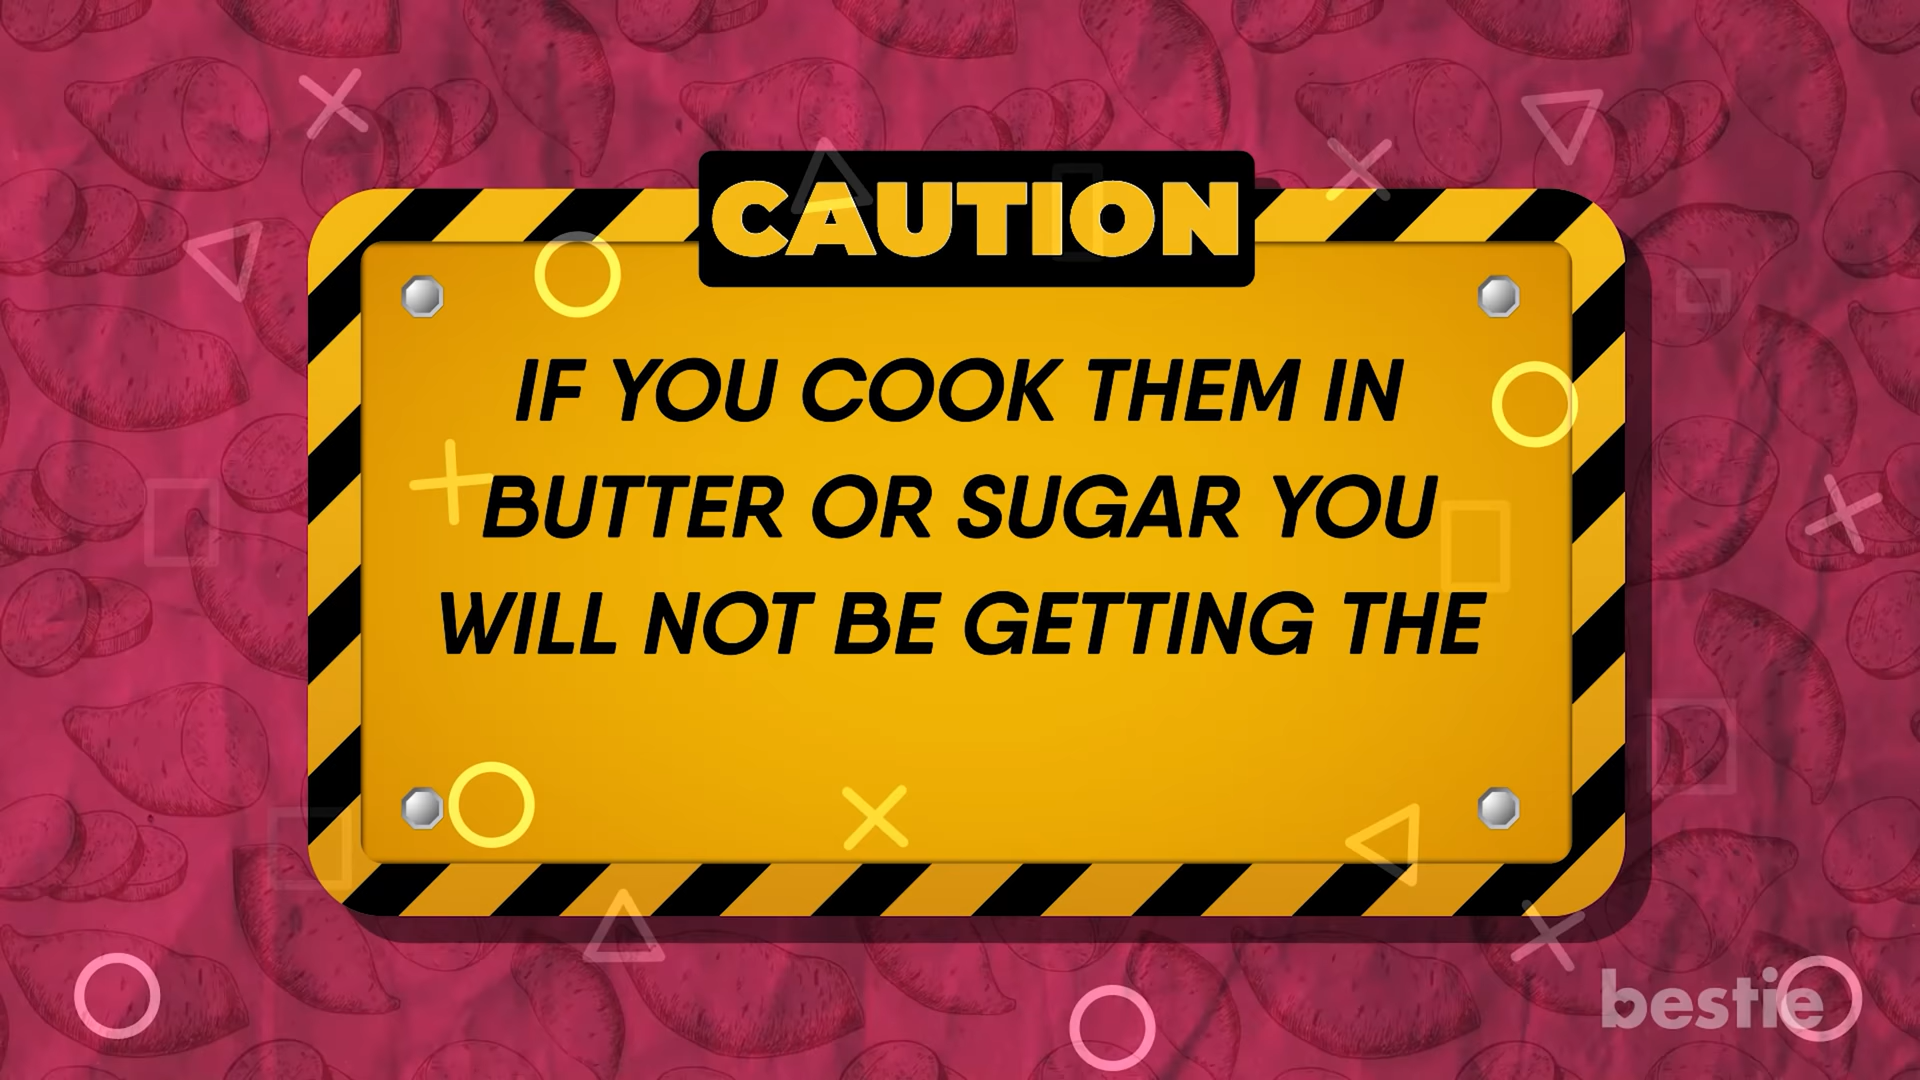 CAUTION
IF YOU COOK THEM IN
BUTTER OR SUGAR YOU
WILL NOT BE GETTING THE
bestie